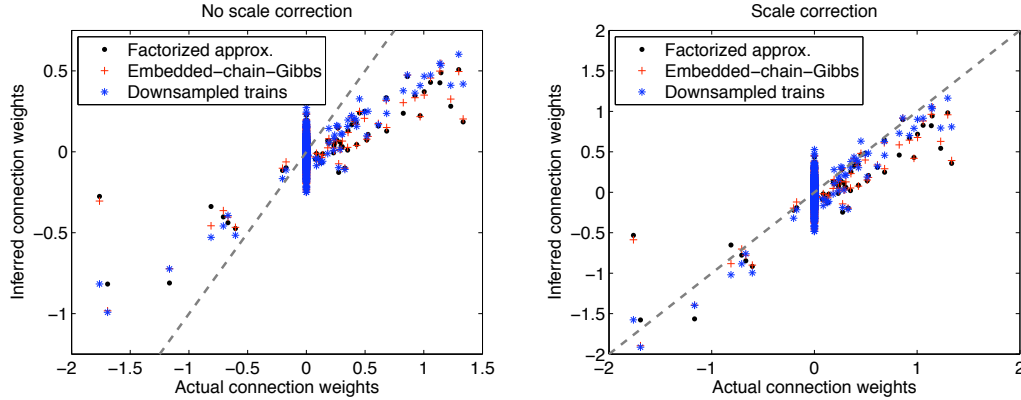 No scale correction
Factorized approx.
Embedded−chain−Gibbs
Downsampled trains
0.5
0
−0.5
−1
−2
−1.5
−1
−0.5
0
0.5
1
1.5
Inferred connection weights
Actual connection weights
Scale correction
Factorized approx.
Embedded−chain−Gibbs
Downsampled trains
2
1.5
1
0.5
0
−0.5
−1
−1.5
−2
−2
−1
0
1
2
Inferred connection weights
Actual connection weights